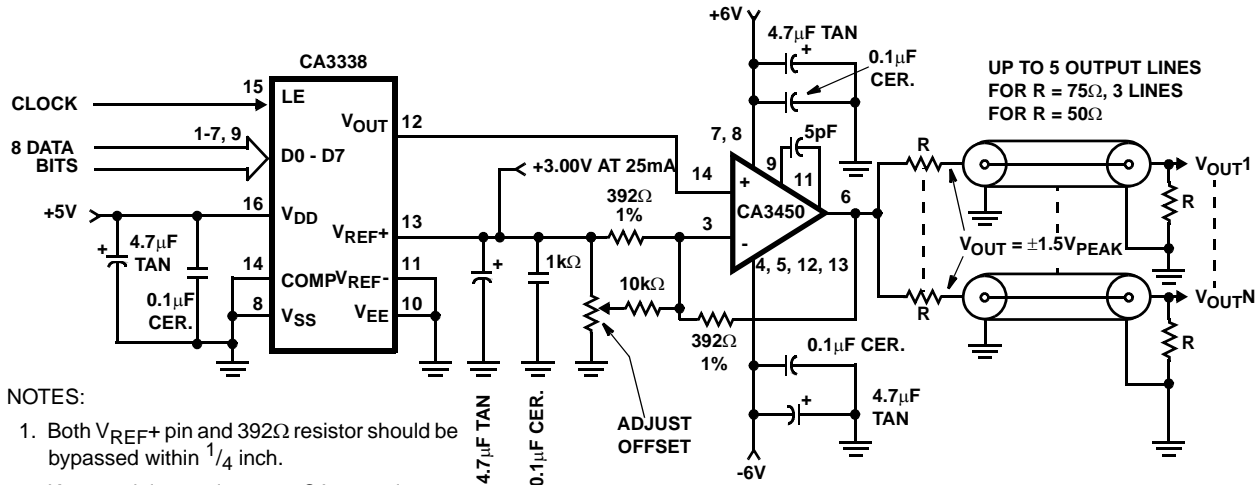 +6V
4.7μF TAN
+
0.1μF
CER.
UP TO 5 OUTPUT LINES
FOR R = 75Ω, 3 LINES
FOR R = 50Ω
CA3338
15
LE
CLOCK
VOUT
12
1-7, 9
8 DATA
BITS
D0 - D7
7, 8
9
5pF
11
14
+
CA3450
6
3
-
4, 5, 12, 13
R
VOUT1
R
+3.00V AT 25mA
392Ω
1%
+5V
16
VDD
VREF+
13
+
4.7μF
TAN
0.1μF
CER.
14
COMP
VREF-
11
8
VSS
VEE
10
+
1kΩ
10kΩ
392Ω
1%
VOUT = ±1.5VPEAK
R
VOUTN
R
4.7μF TAN
0.1μF CER.
ADJUST
OFFSET
0.1μF CER.
+
4.7μF
TAN
-6V
NOTES:
1. Both VREF+ pin and 392Ω resistor should be
bypassed within 1/4 inch.